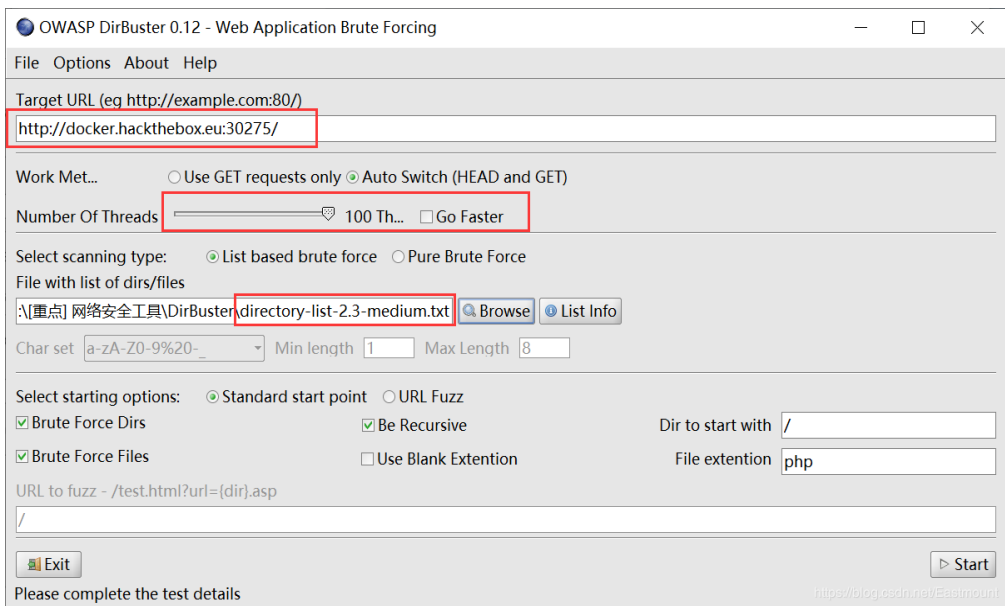 OWASP DirBuster 0.12 - Web Application Brute Forcing
File Options About Help
Target URL (eg http://example.com:80/)
http://docker.hackthebox.eu:30275/
Work Met... Use GET requests only Auto Switch (HEAD and GET)
Number Of Threads 100 Th... Go Faster
Select scanning type: List based brute force Pure Brute Force
File with list of dirs/files
:\[重点] 网络安全工具\DirBuster\directory-list-2.3-medium.txt Browse List Info
Char set a-zA-Z0-9%20-_ Min length 1 Max Length 8
Select starting options: Standard start point URL Fuzz
Brute Force Dirs Be Recursive Dir to start with /
Brute Force Files Use Blank Extention File extention php
URL to fuzz - /test.html?url={dir}.asp
/
Exit Start
Please complete the test details
https://blog.csdn.net/Eastmount